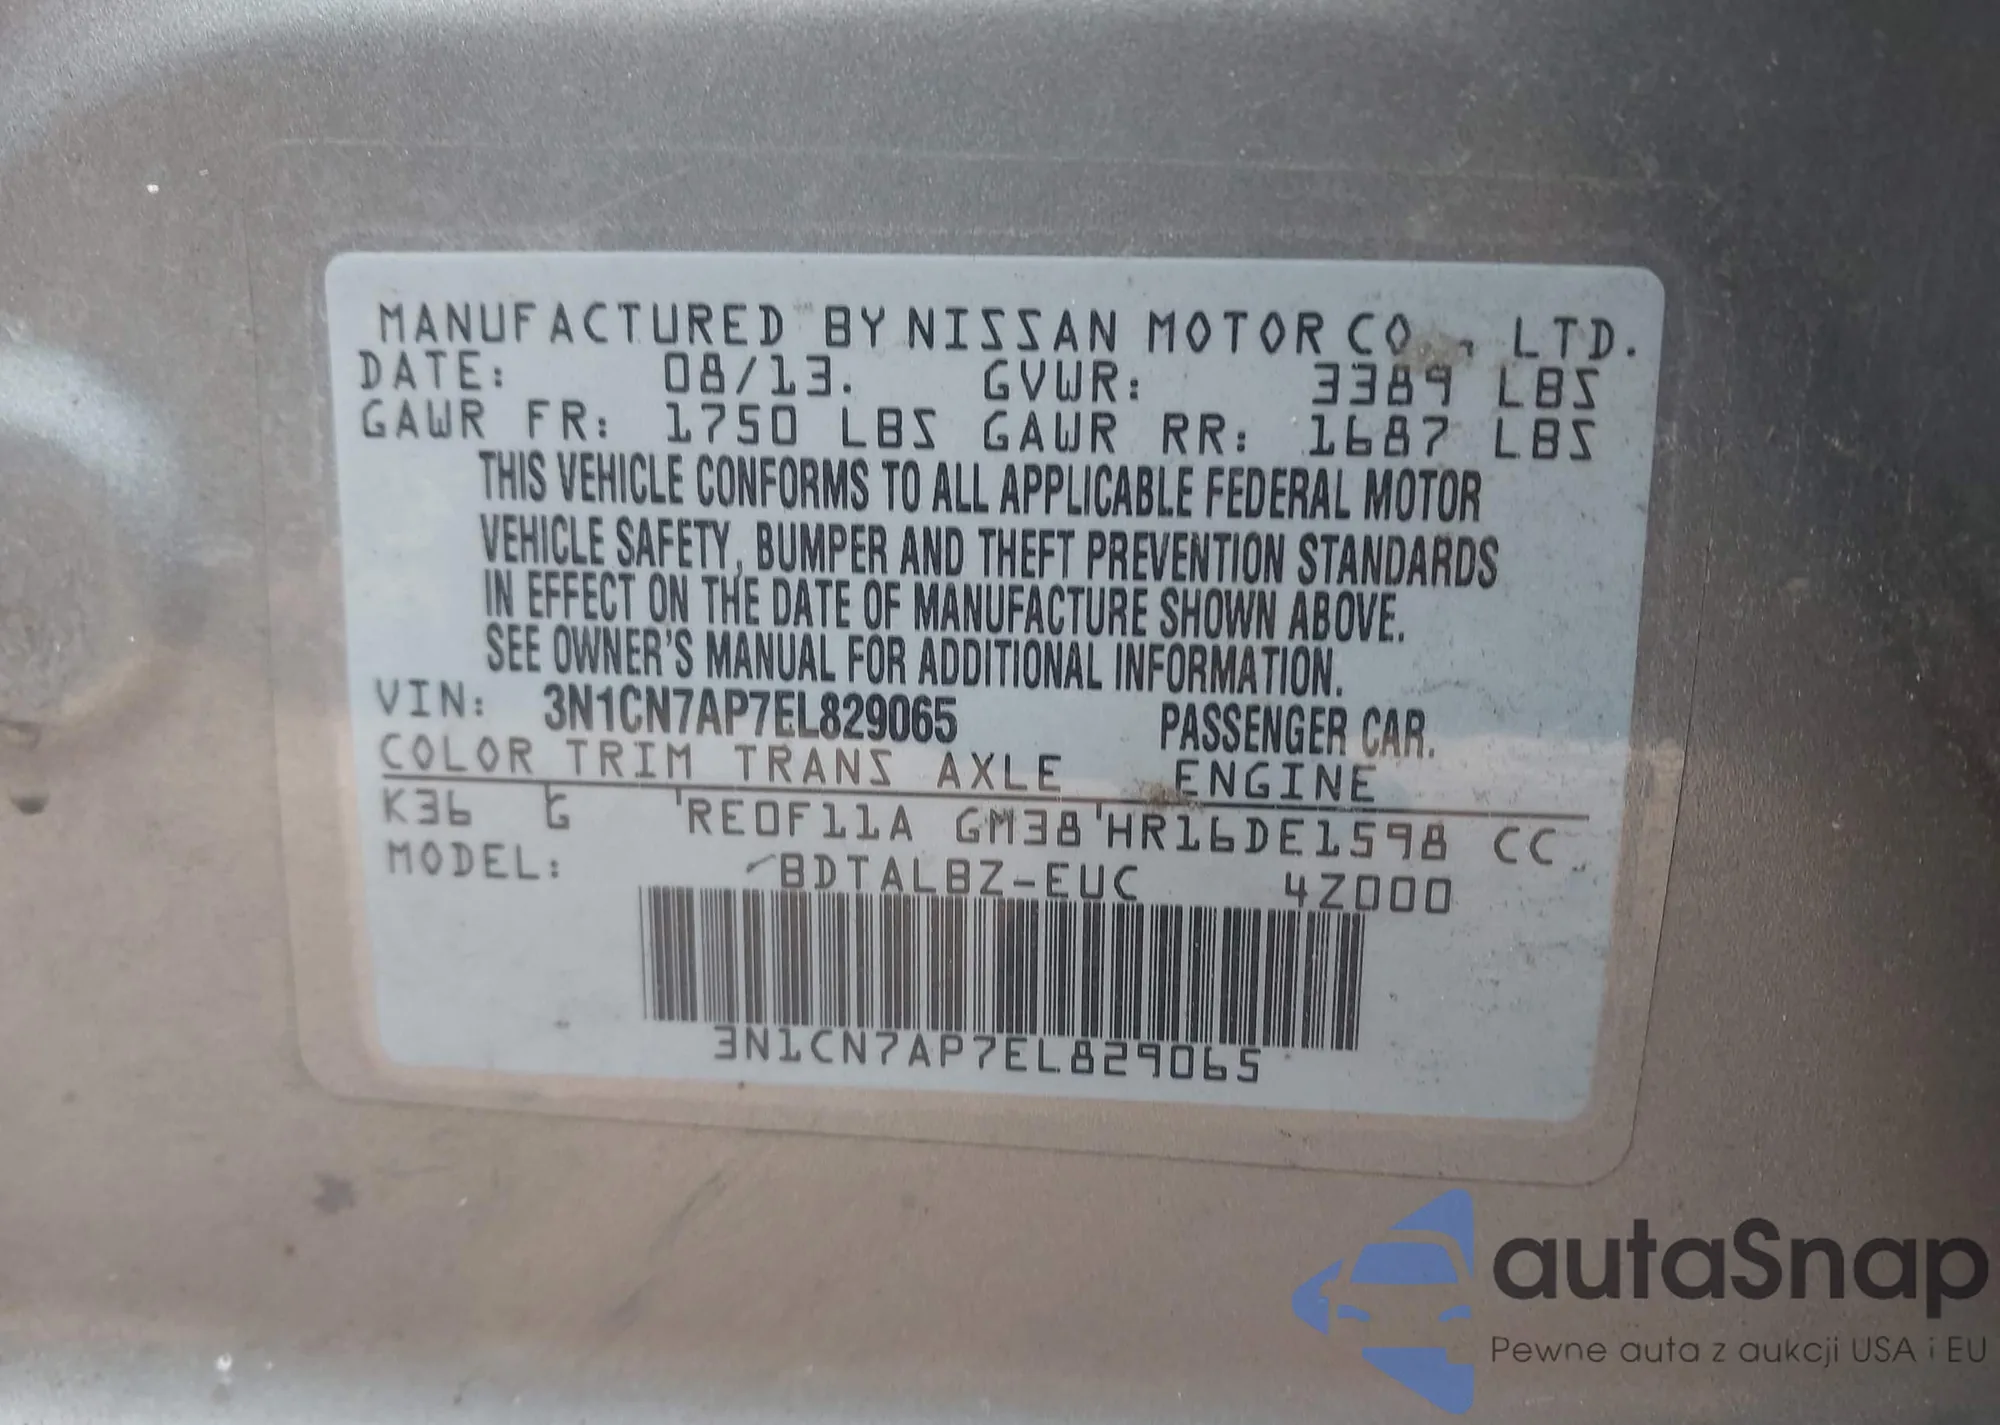 MANUFACTURED BY NISSAN MOTOR CO., LTD.
DATE: 08/13. GVWR: 3389 LBS
GAWR FR: 1750 LBS GAWR RR: 1687 LBS
THIS VEHICLE CONFORMS TO ALL APPLICABLE FEDERAL MOTOR
VEHICLE SAFETY, BUMPER AND THEFT PREVENTION STANDARDS
IN EFFECT ON THE DATE OF MANUFACTURE SHOWN ABOVE.
SEE OWNER'S MANUAL FOR ADDITIONAL INFORMATION.
VIN: 3N1CN7AP7EL829065 PASSENGER CAR.
COLOR TRIM TRANS AXLE ENGINE
K36 G RE0F11A GM38 HR16DE1598 CC
MODEL: BDTALBZ-EUC 4Z000
3N1CN7AP7EL829065
autaSnap
Pewne auta z aukcji USA i EU